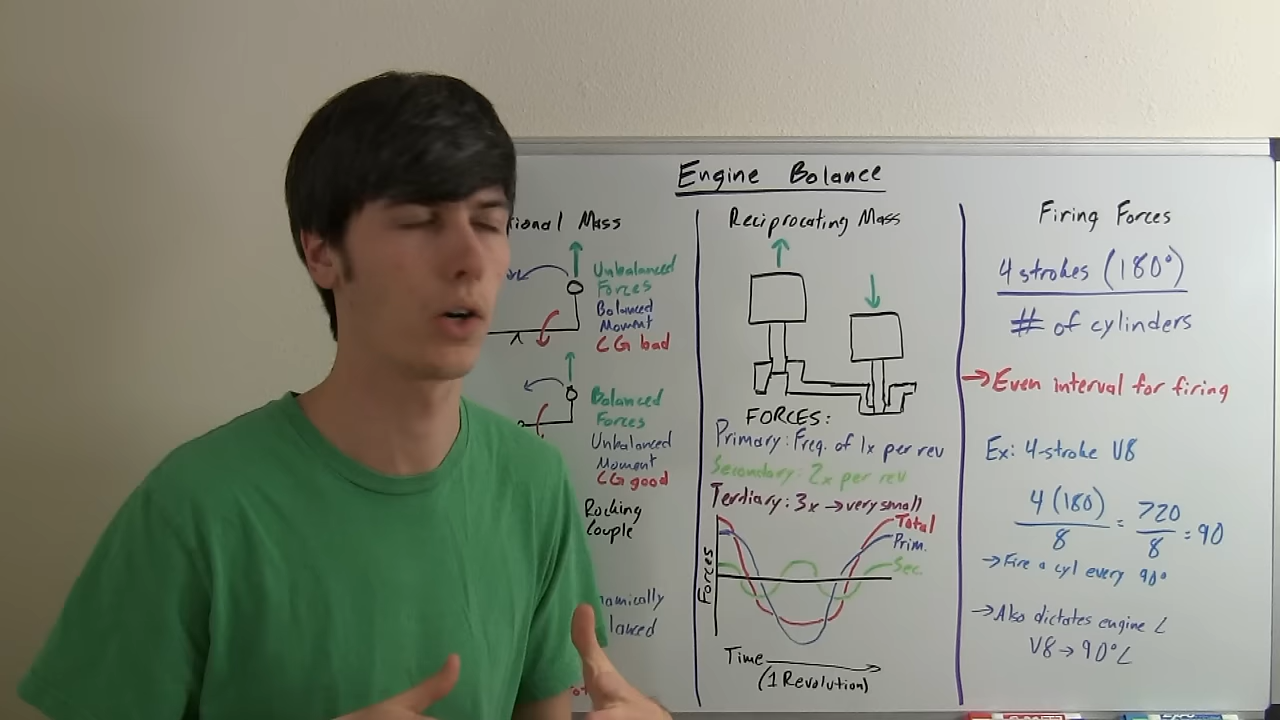 Engine Balance
Mass
Unbalanced
Forces
Balanced
Moment
CG bad
Balanced
Forces
Unbalanced
Moment
CG good
Rocking
Couple
Reciprocating Mass
FORCES:
Primary: Freq. of 1x per rev
Secondary: 2x per rev
Tertiary: 3x → very small
Total
Prim.
Sec.
Forces
Time
(1 Revolution)
Firing Forces
4 strokes (180°)
# of cylinders
→ Even interval for firing
Ex: 4-stroke V8
4(180) / 8 = 720 / 8 = 90
→ Fire a cyl every 90°
→ Also dictates engine ∠
V8 → 90°∠